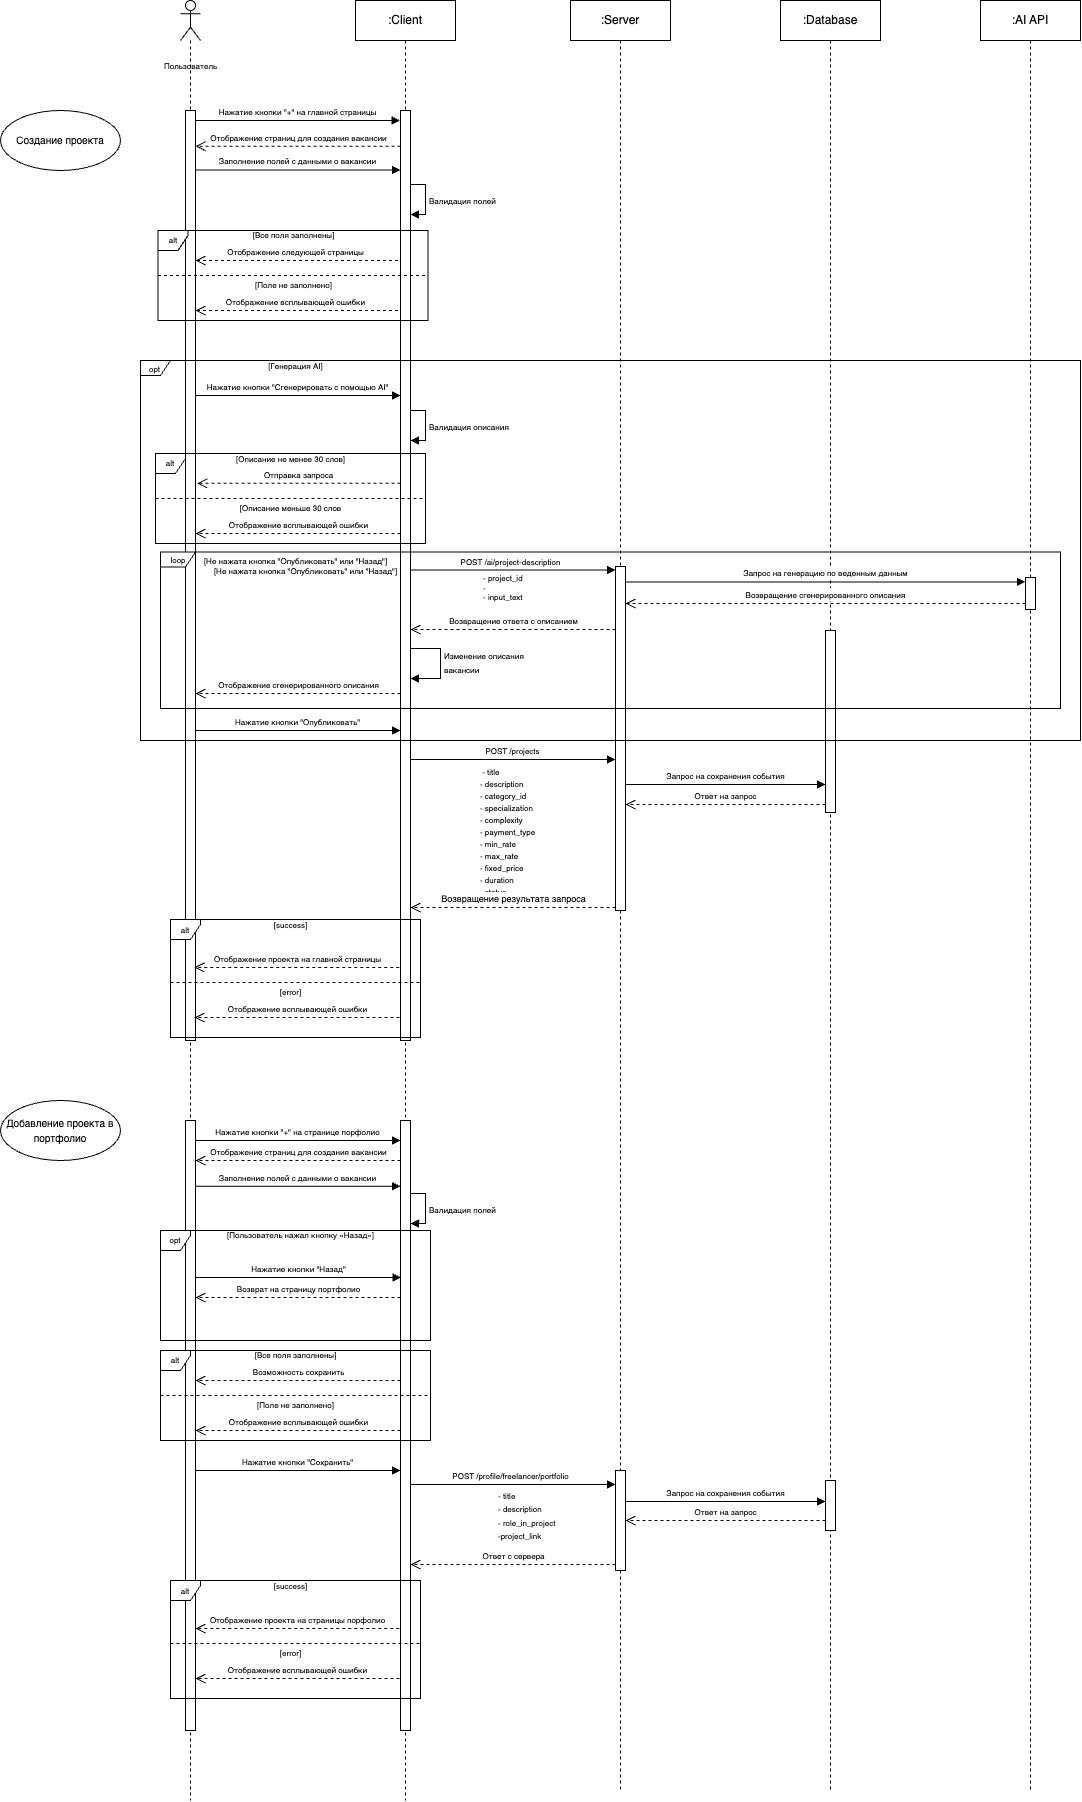 :Client
:Server
:Database
:AI API
Пользователь
Создание проекта
Нажатие кнопки "+" на главной страницы
Отображение страниц для создания вакансии
Заполнение полей с данными о вакансии
Валидация полей
alt
[Все поля заполнены]
Отображение следующей страницы
[Поле не заполнено]
Отображение всплывающей ошибки
opt
[Генерация AI]
Нажатие кнопки "Сгенерировать с помощью AI"
Валидация описания
alt
[Описание не менее 30 слов]
Отправка запроса
[Описание меньше 30 слов
Отображение всплывающей ошибки
loop
[Не нажата кнопка "Опубликовать" или "Назад"]
[Не нажата кнопка "Опубликовать" или "Назад"]
POST /ai/project-description
- project_id
-
- input_text
Запрос на генерацию по веденным данным
Возвращение сгенерированного описания
Возвращение ответа с описанием
Изменение описания
вакансии
Отображение сгенерированного описания
Нажатие кнопки "Опубликовать"
POST /projects
- title
- description
- category_id
- specialization
- complexity
- payment_type
- min_rate
- max_rate
- fixed_price
- duration
Запрос на сохранения события
Ответ на запрос
Возвращение результата запроса
alt
[success]
Отображение проекта на главной страницы
[error]
Отображение всплывающей ошибки
Добавление проекта в
портфолио
Нажатие кнопки "+" на странице порфолио
Отображение страниц для создания вакансии
Заполнение полей с данными о вакансии
Валидация полей
opt
[Пользователь нажал кнопку «Назад»]
Нажатие кнопки "Назад"
Возврат на страницу портфолио
alt
[Все поля заполнены]
Возможность сохранить
[Поле не заполнено]
Отображение всплывающей ошибки
Нажатие кнопки "Сохранить"
POST /profile/freelancer/portfolio
- title
- description
- role_in_project
-project_link
Запрос на сохранения события
Ответ на запрос
Ответ с сервера
alt
[success]
Отображение проекта на страницы порфолио
[error]
Отображение всплывающей ошибки